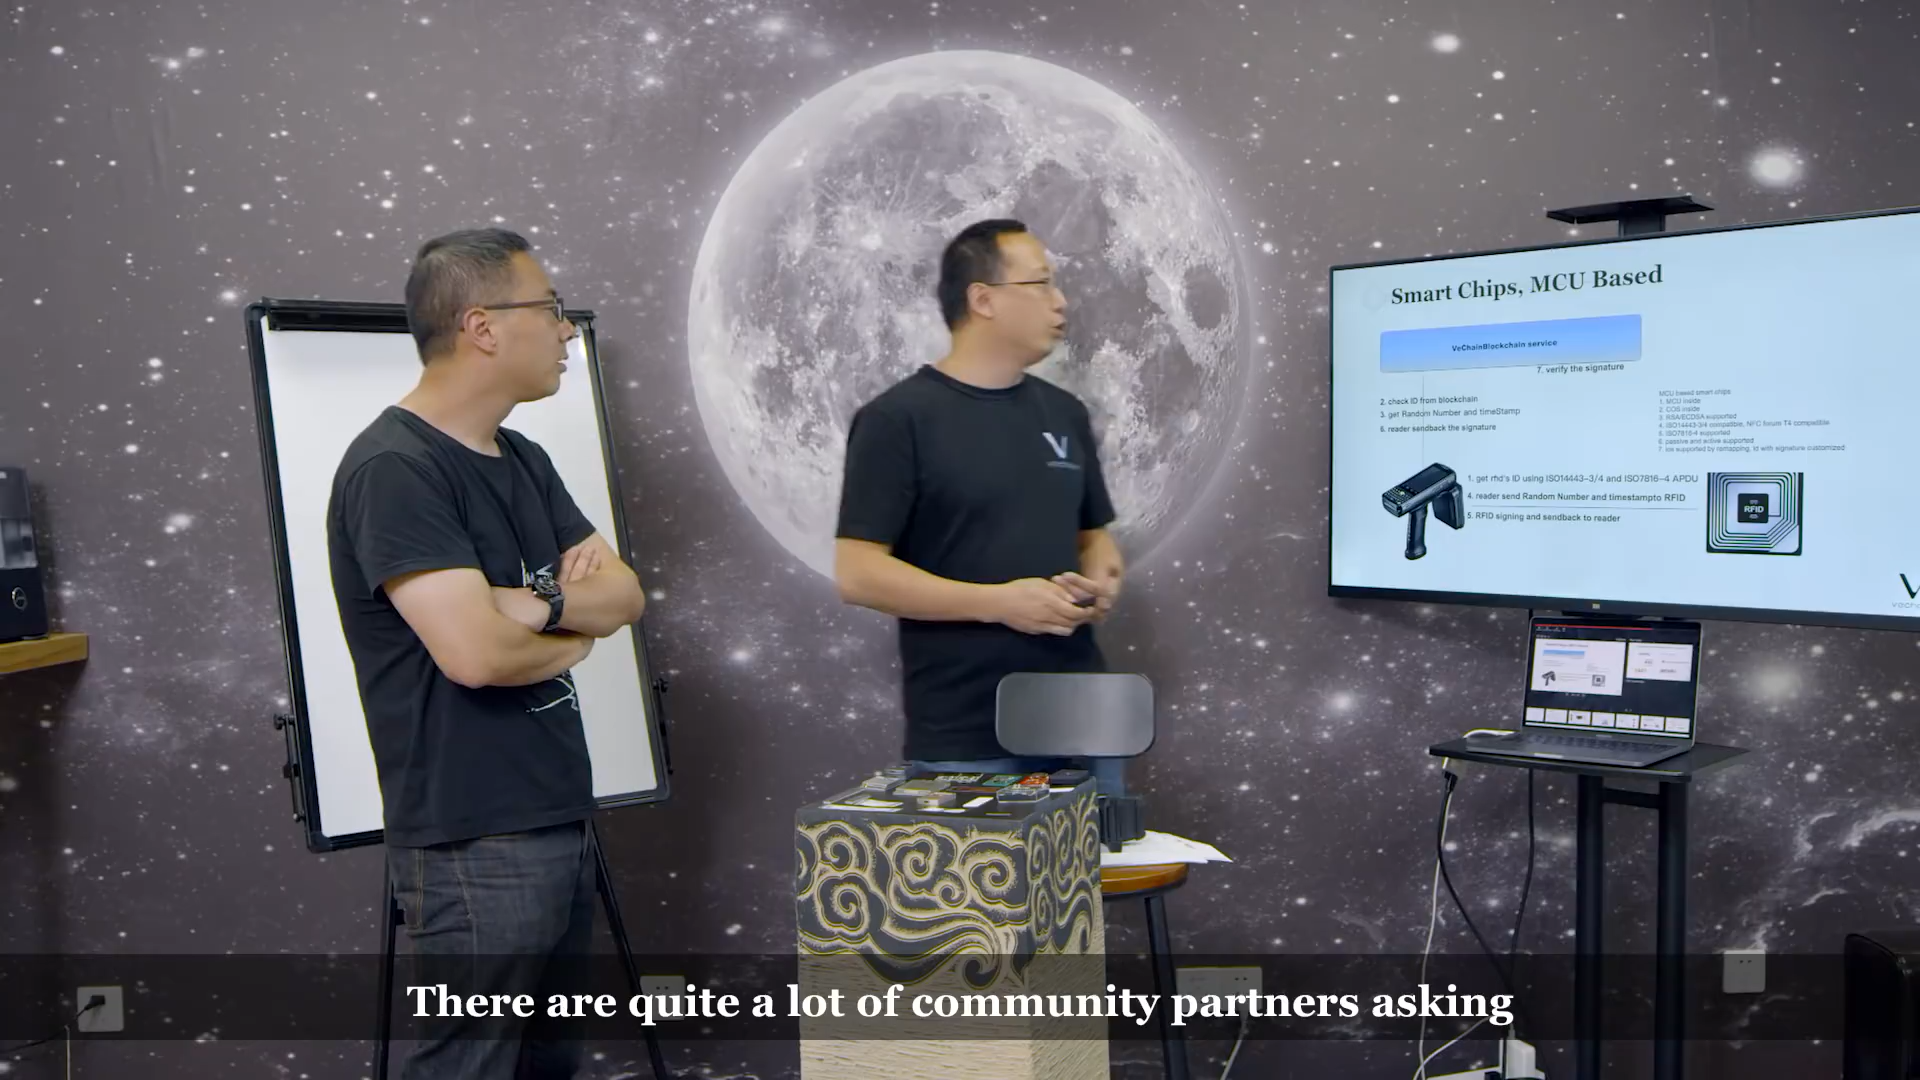 Smart Chips, MCU Based
VeChainBlockchain service
7. verify the signature
2. check ID from blockchain
3. get Random Number and timeStamp
6. reader sendback the signature
MCU based smart chips
1. MCU inside
2. COS inside
3. RSA/ECDSA supported
4. ISO14443-3/4 compatible, NFC fixure T4 compatible
5. ISO7816-4 supported
6. passive and active supported
7. supported by remapping, id with signature customized
1. get rfid's ID using ISO14443-3/4 and ISO7816-4 APDU
4. reader send Random Number and timestampto RFID
5. RFID signing and sendback to reader
RFID
There are quite a lot of community partners asking